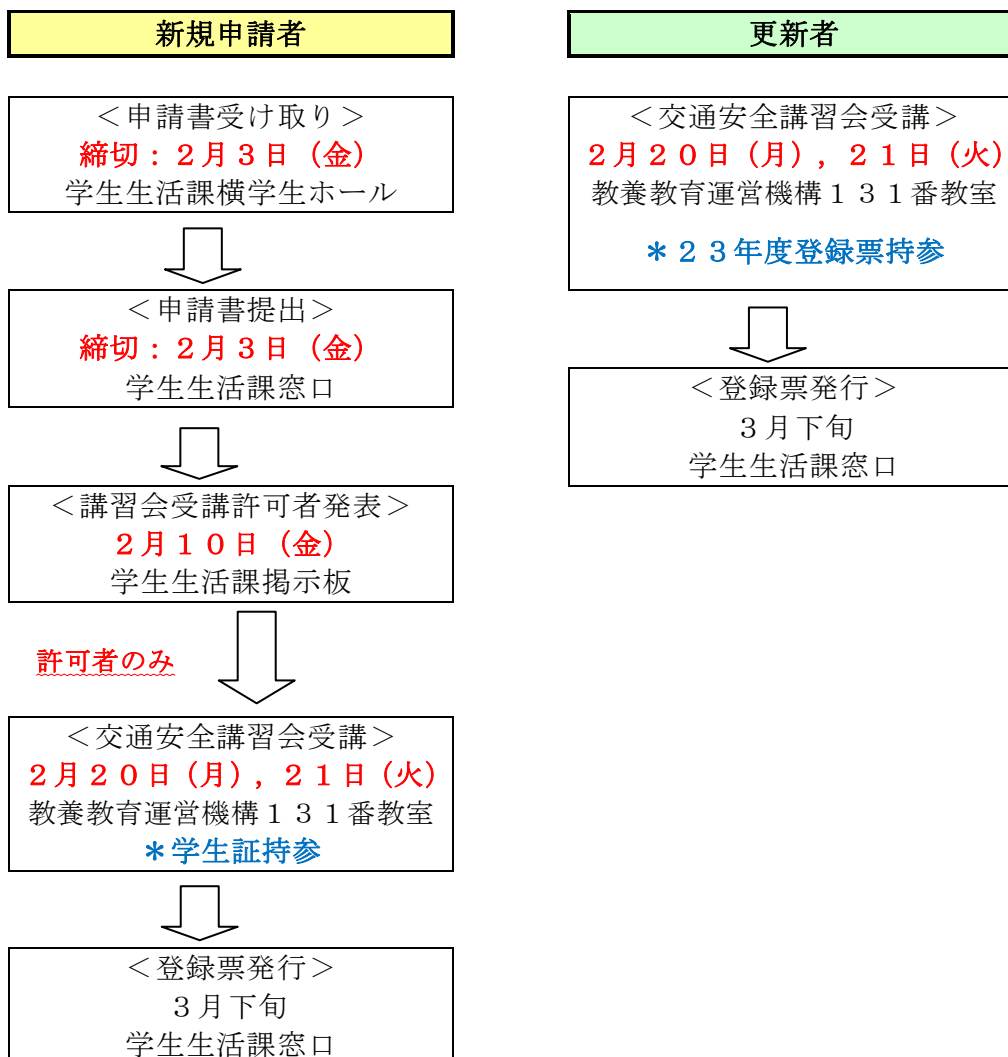 新規申請者
＜申請書受け取り＞
締切：２月３日（金）
学生生活課横学生ホール
＜申請書提出＞
締切：２月３日（金）
学生生活課窓口
＜講習会受講許可者発表＞
２月１０日（金）
学生生活課掲示板
許可者のみ
＜交通安全講習会受講＞
２月２０日（月），２１日（火）
教養教育運営機構１３１番教室
＊学生証持参
＜登録票発行＞
３月下旬
学生生活課窓口
更新者
＜交通安全講習会受講＞
２月２０日（月），２１日（火）
教養教育運営機構１３１番教室
＊２３年度登録票持参
＜登録票発行＞
３月下旬
学生生活課窓口